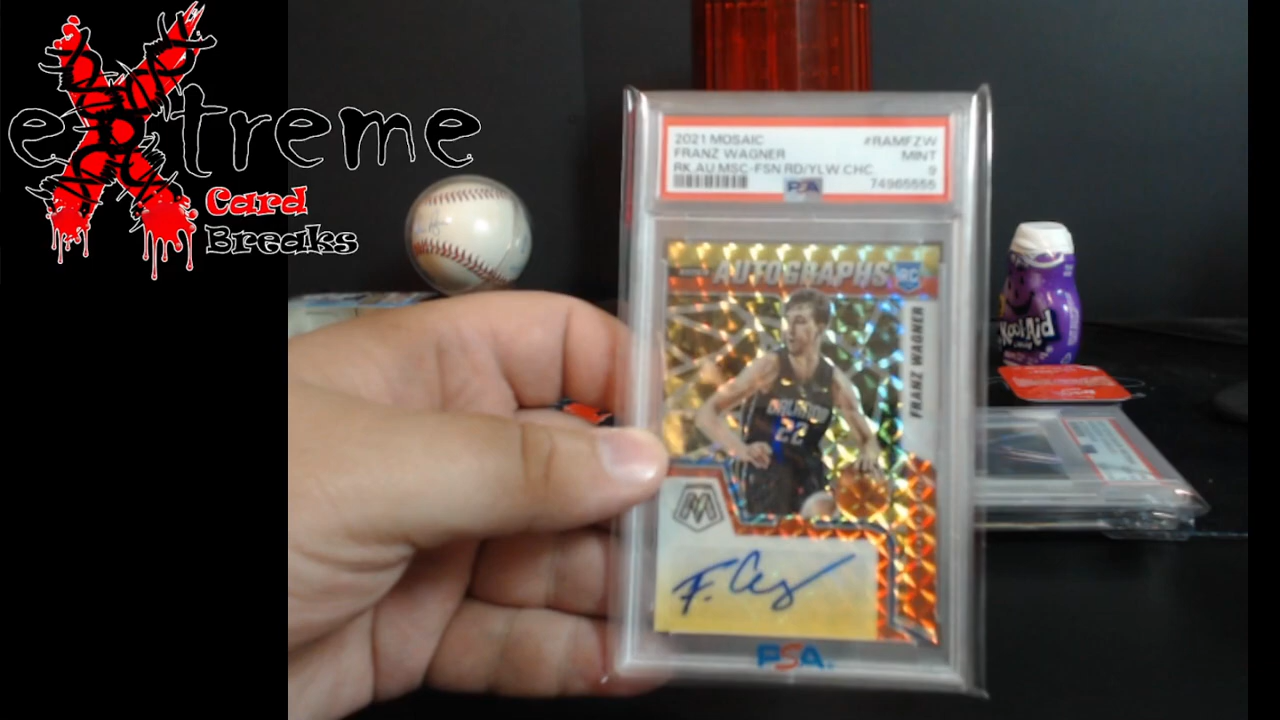 eXtreme
Card
Breaks
2021 MOSAIC #RAMFZW
FRANZ WAGNER MINT
RK.AU MSC-FSN RD/YLW CHC. 9
PSA 74965555
AUTOGRAPHS RC
FRANZ WAGNER
ORLANDO
22
M
PSA
Kool-Aid